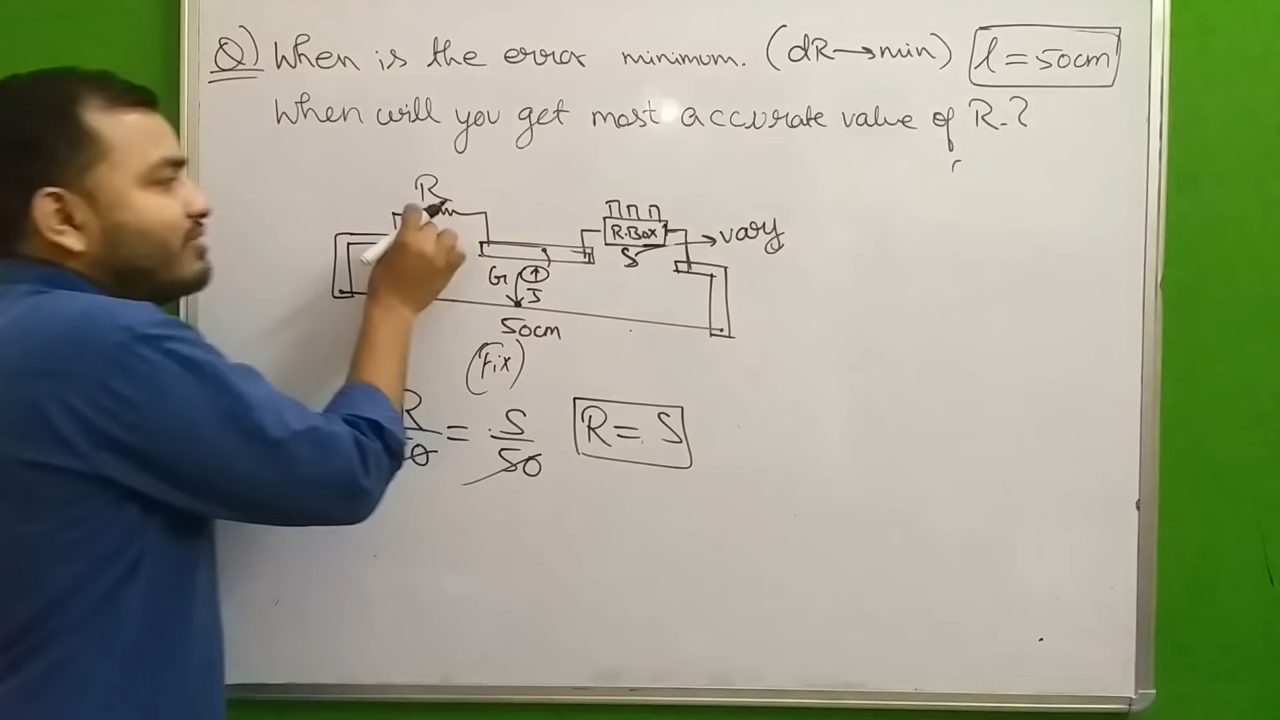 Q) When is the error minimum. (dR→min) l = 50cm
When will you get most accurate value of R.?
R
R.Box
S → vary
G
J
50cm
(Fix)
R/50 = S/50 R = S